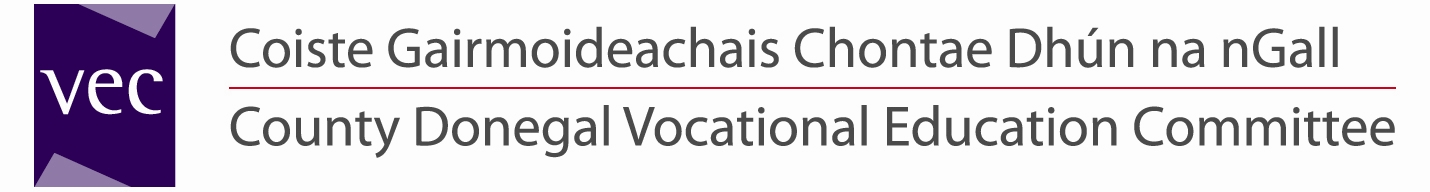 vec
Coiste Gairmoideachais Chontae Dhún na nGall
County Donegal Vocational Education Committee